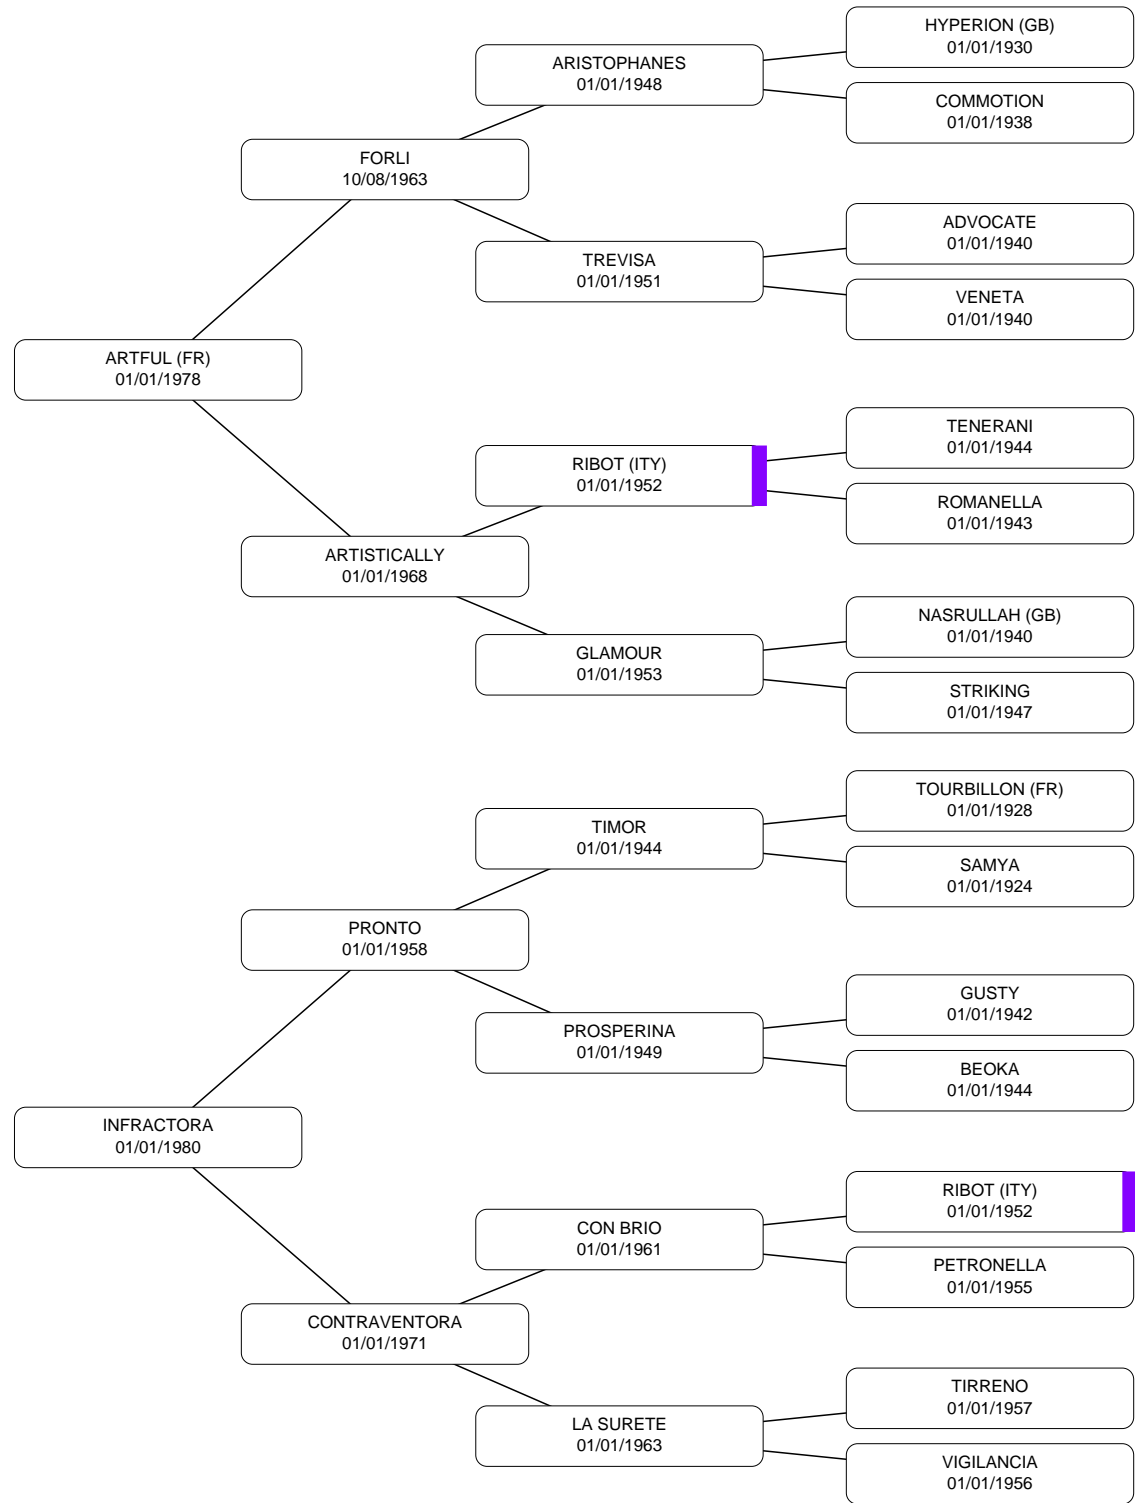 HYPERION (GB)
01/01/1930
ARISTOPHANES
01/01/1948
COMMOTION
01/01/1938
FORLI
10/08/1963
ADVOCATE
01/01/1940
TREVISA
01/01/1951
VENETA
01/01/1940
ARTFUL (FR)
01/01/1978
TENERANI
01/01/1944
RIBOT (ITY)
01/01/1952
ROMANELLA
01/01/1943
ARTISTICALLY
01/01/1968
NASRULLAH (GB)
01/01/1940
GLAMOUR
01/01/1953
STRIKING
01/01/1947
TOURBILLON (FR)
01/01/1928
TIMOR
01/01/1944
SAMYA
01/01/1924
PRONTO
01/01/1958
GUSTY
01/01/1942
PROSPERINA
01/01/1949
BEOKA
01/01/1944
INFRACTORA
01/01/1980
RIBOT (ITY)
01/01/1952
CON BRIO
01/01/1961
PETRONELLA
01/01/1955
CONTRAVENTORA
01/01/1971
TIRRENO
01/01/1957
LA SURETE
01/01/1963
VIGILANCIA
01/01/1956